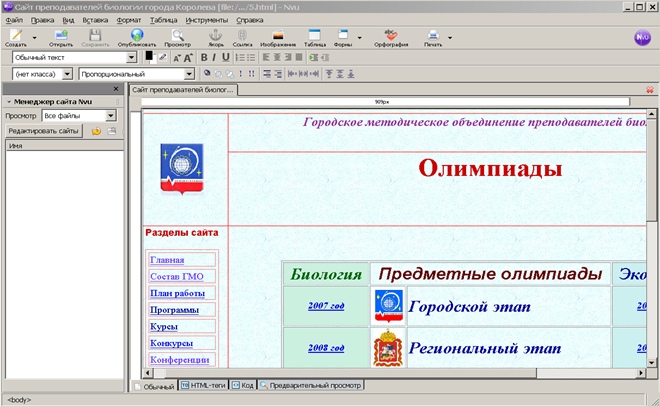 Сайт преподавателей биологии города Королева [file:/.../5.html] - Nvu
Файл Правка Вид Вставка Формат Таблица Инструменты Справка
Создать Открыть Сохранить Опубликовать Просмотр Якорь Ссылка Изображение Таблица Формы Орфография Печать
Nvu
Обычный текст
B I U
(нет класса) Пропорциональный
Сайт преподавателей биолог...
Менеджер сайта Nvu
989px
Просмотр Все файлы
Редактировать сайты
Имя
Городское методическое объединение преподавателей био
Олимпиады
Разделы сайта
Главная
Состав ГМО
План работы
Программы
Курсы
Конкурсы
Конференции
Биология Предметные олимпиады Эко
2007 год Городской этап 20
2008 год Региональный этап 20
Обычный HTML-теги Код Предварительный просмотр
<body>